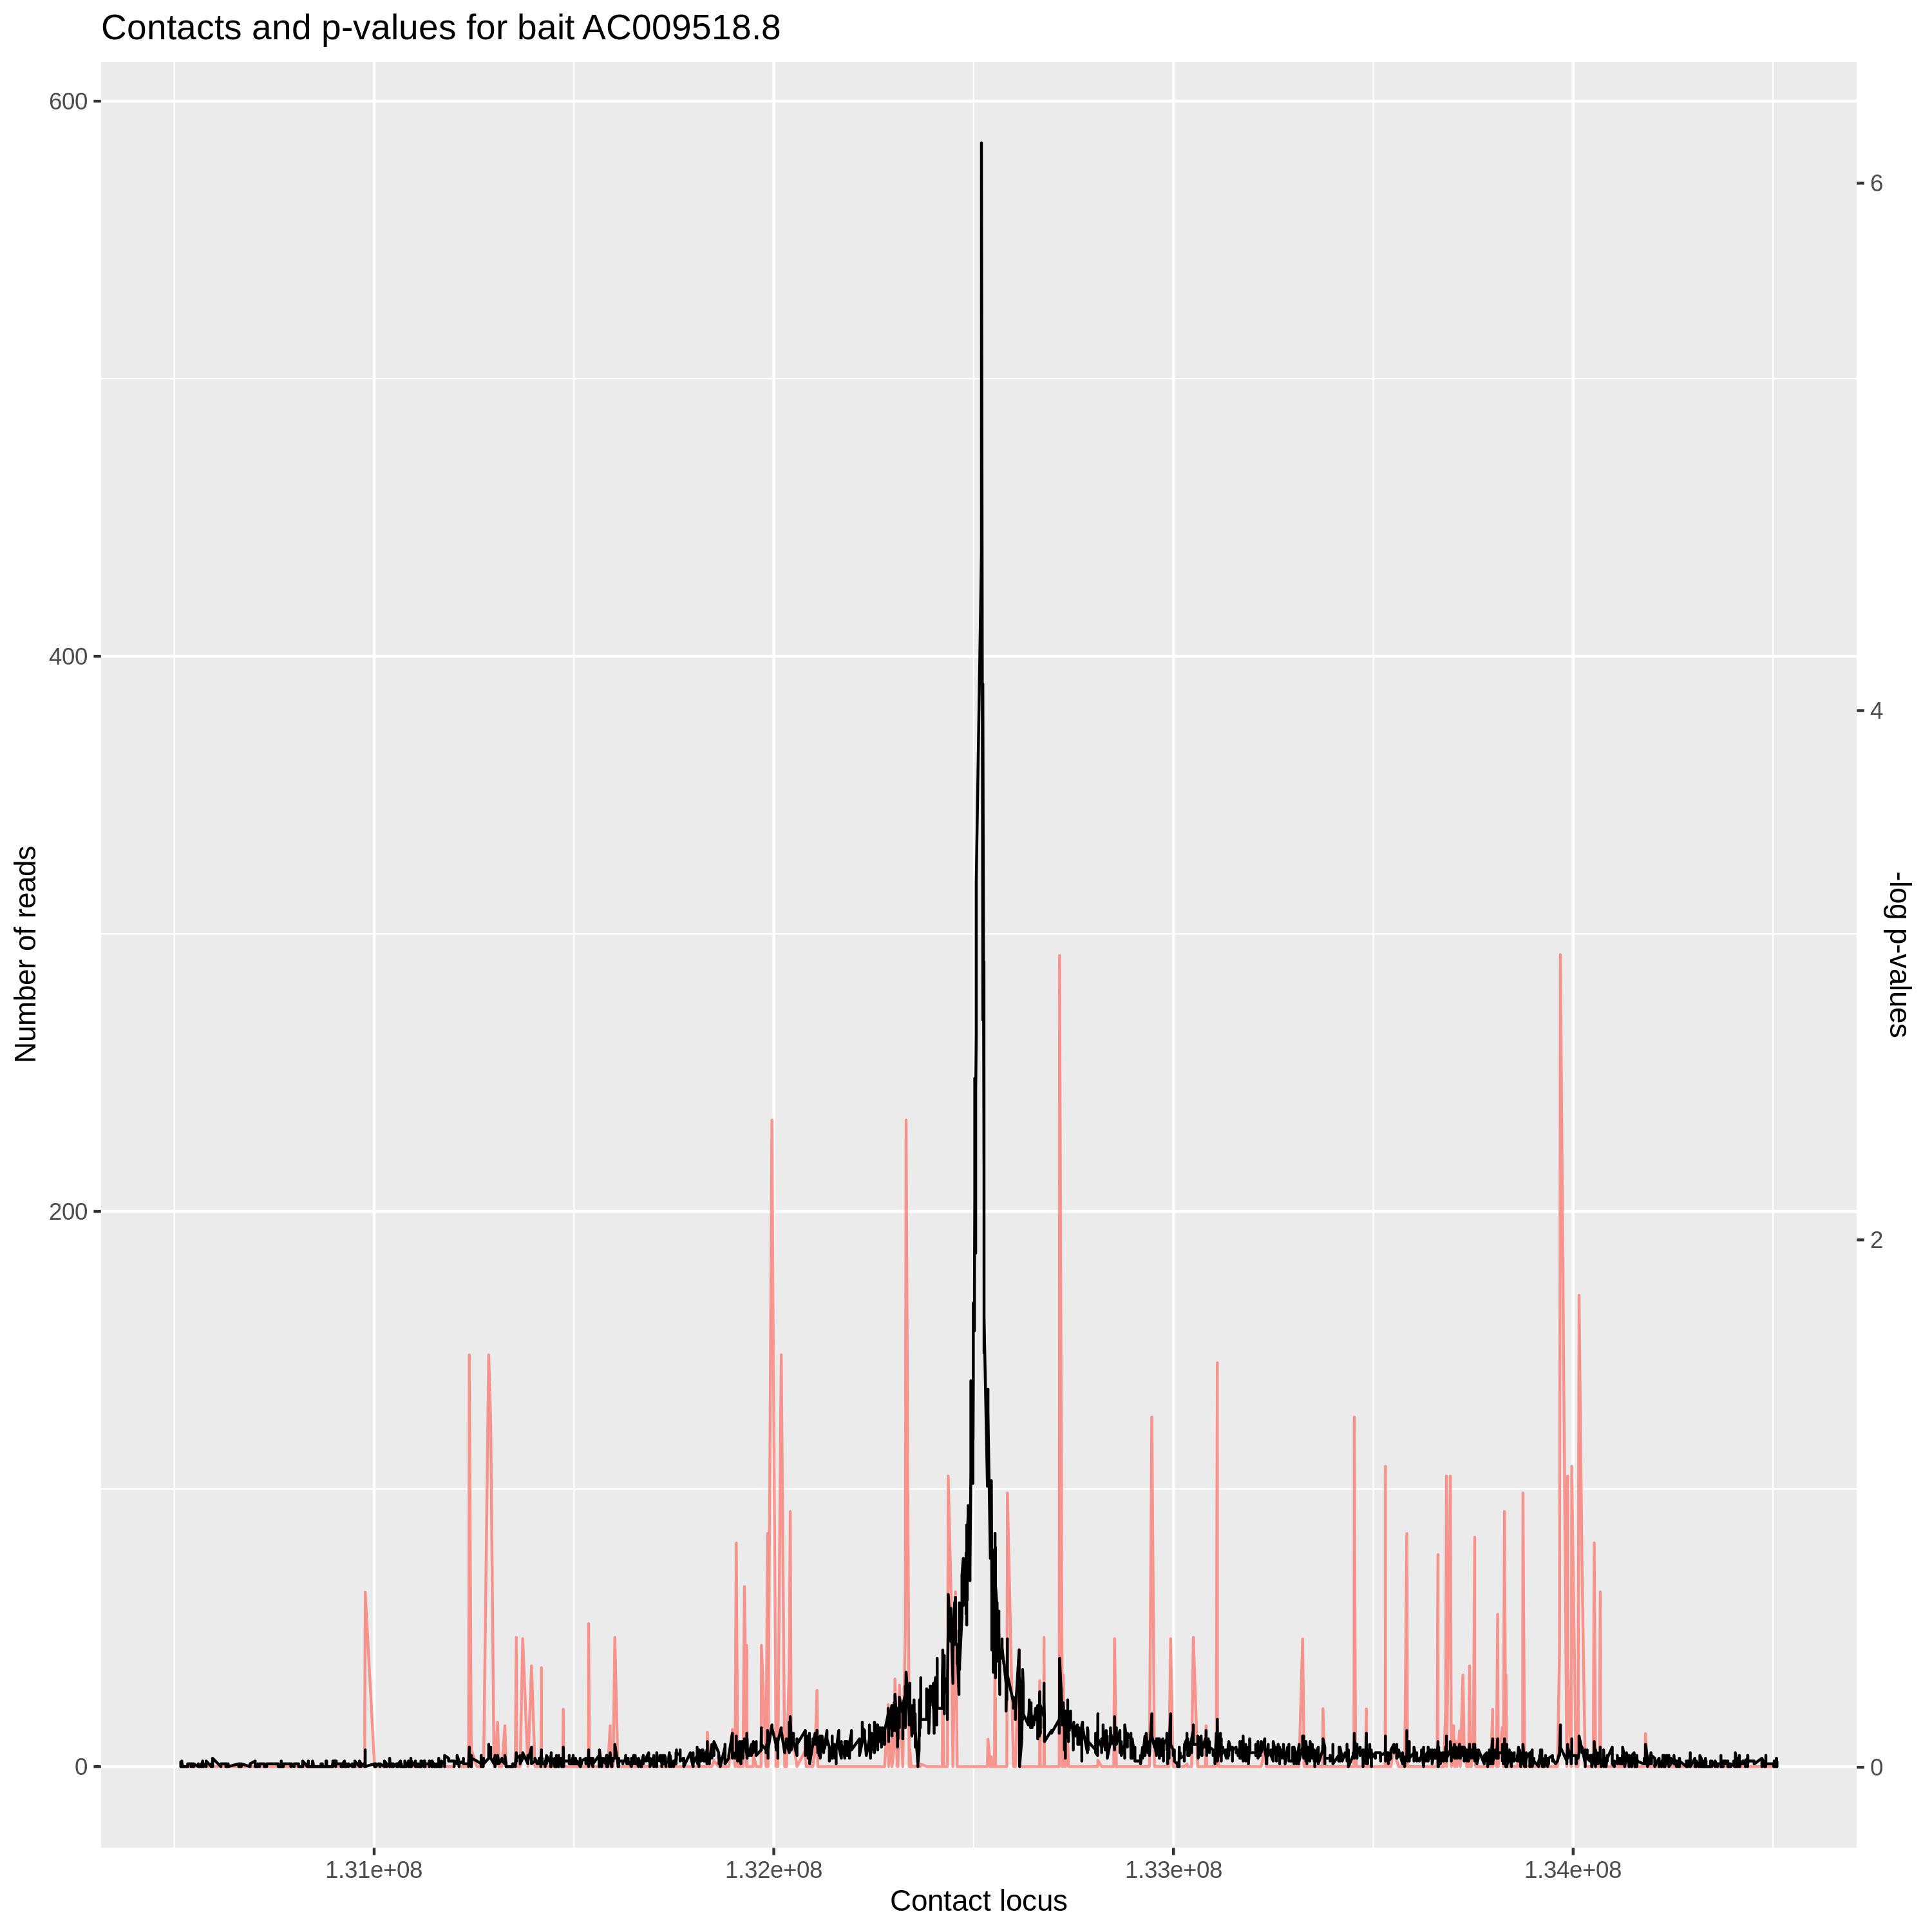 Contacts and p-values for bait AC009518.8
600
400
200
0
Number of reads
6
4
2
0
-log p-values
1.31e+08
1.32e+08
1.33e+08
1.34e+08
Contact locus